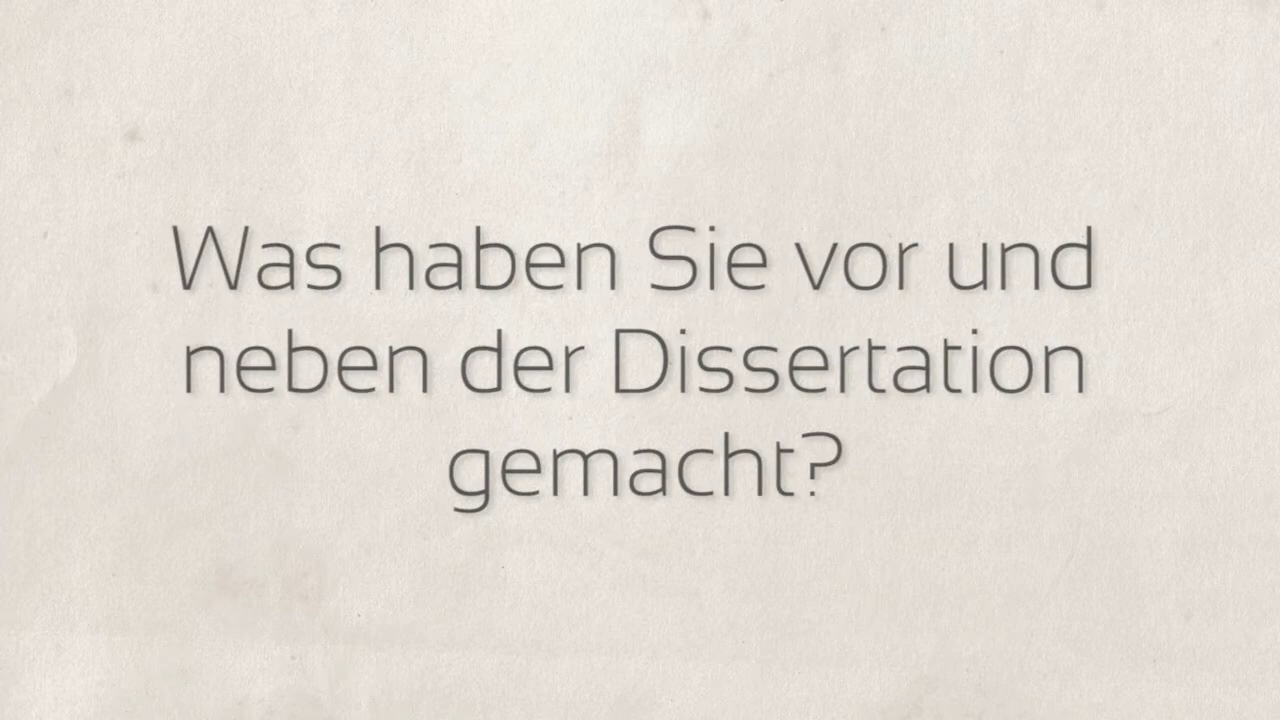 Was haben Sie vor und
neben der Dissertation
gemacht?